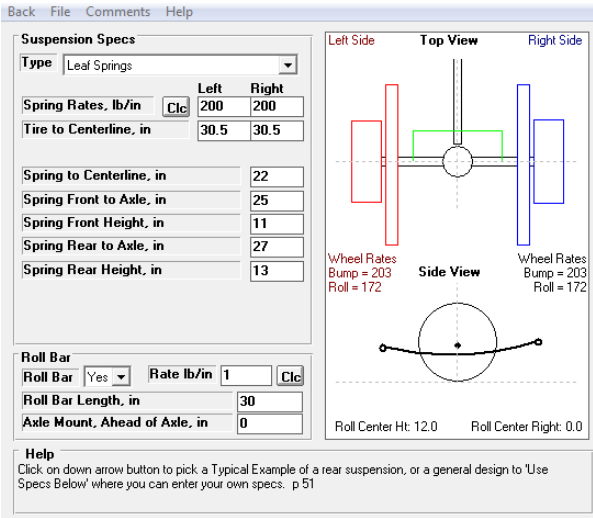 Back File Comments Help
Suspension Specs
Type Leaf Springs
Left Right
Spring Rates, lb/in Clc 200 200
Tire to Centerline, in 30.5 30.5
Spring to Centerline, in 22
Spring Front to Axle, in 25
Spring Front Height, in 11
Spring Rear to Axle, in 27
Spring Rear Height, in 13
Roll Bar
Roll Bar Yes Rate lb/in 1 Clc
Roll Bar Length, in 30
Axle Mount, Ahead of Axle, in 0
Left Side Top View Right Side
Wheel Rates Wheel Rates
Bump = 203 Side View Bump = 203
Roll = 172 Roll = 172
Roll Center Ht: 12.0 Roll Center Right: 0.0
Help
Click on down arrow button to pick a Typical Example of a rear suspension, or a general design to 'Use
Specs Below' where you can enter your own specs. p 51